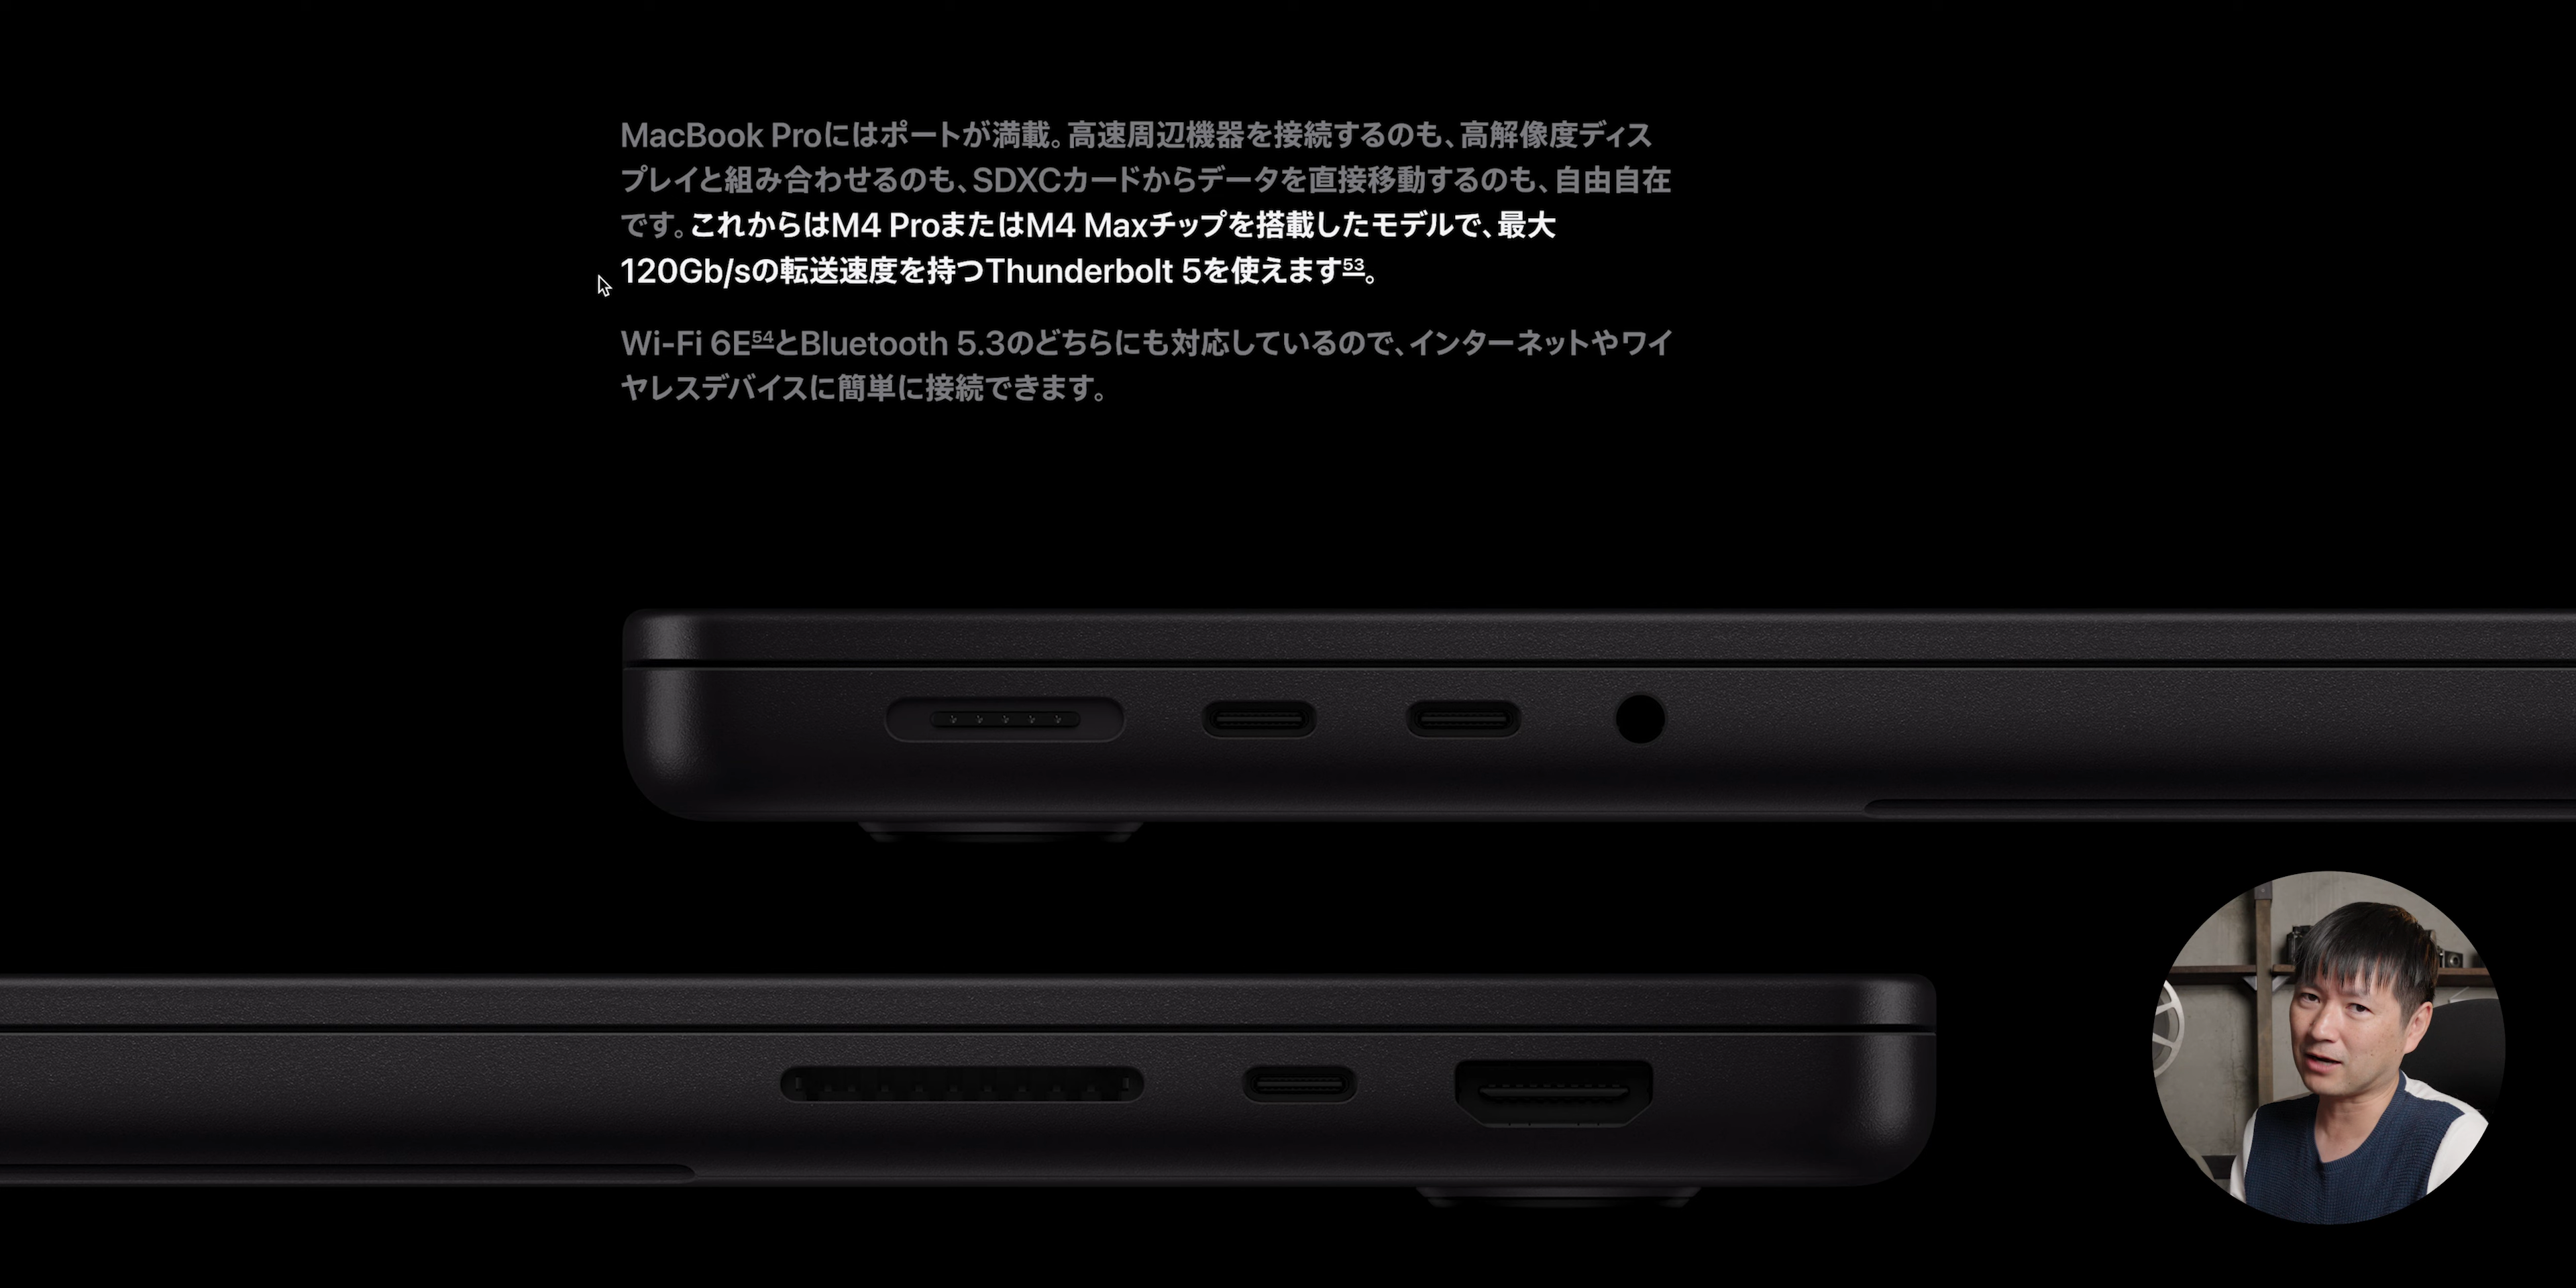 MacBook Proにはポートが満載。高速周辺機器を接続するのも、高解像度ディス
プレイと組み合わせるのも、SDXCカードからデータを直接移動するのも、自由自在
です。これからはM4 ProまたはM4 Maxチップを搭載したモデルで、最大
120Gb/sの転送速度を持つThunderbolt 5を使えます53。
Wi-Fi 6E54とBluetooth 5.3のどちらにも対応しているので、インターネットやワイ
ヤレスデバイスに簡単に接続できます。